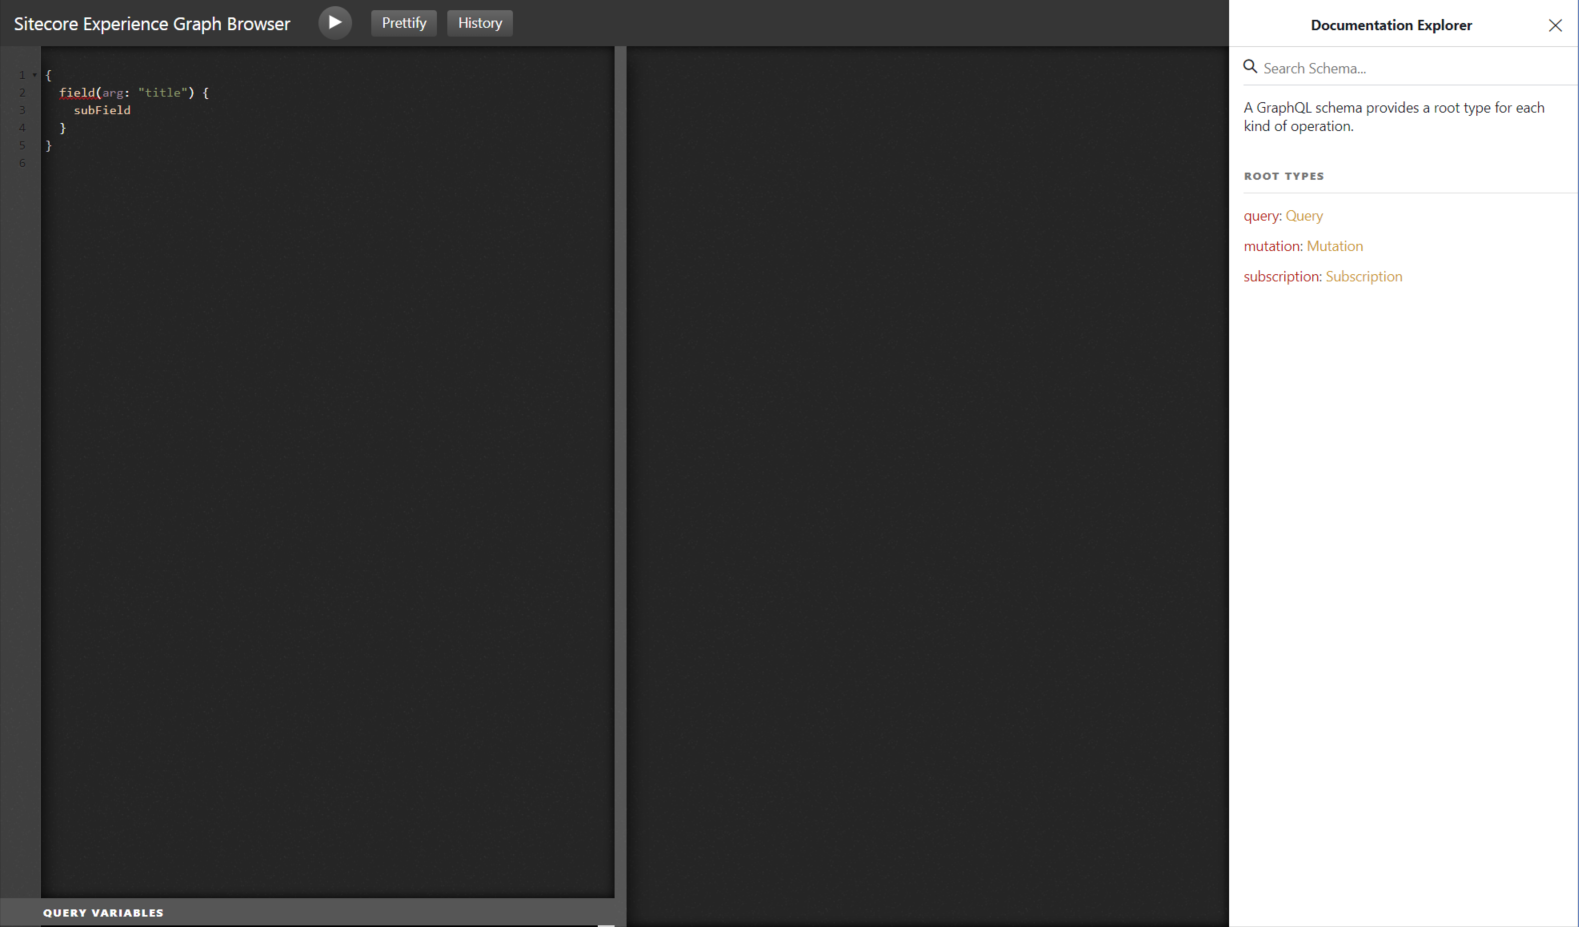 Sitecore Experience Graph Browser
Prettify
History
1 {
2 field(arg: "title") {
3 subField
4 }
5 }
6
QUERY VARIABLES
Documentation Explorer
Search Schema...
A GraphQL schema provides a root type for each
kind of operation.
ROOT TYPES
query: Query
mutation: Mutation
subscription: Subscription